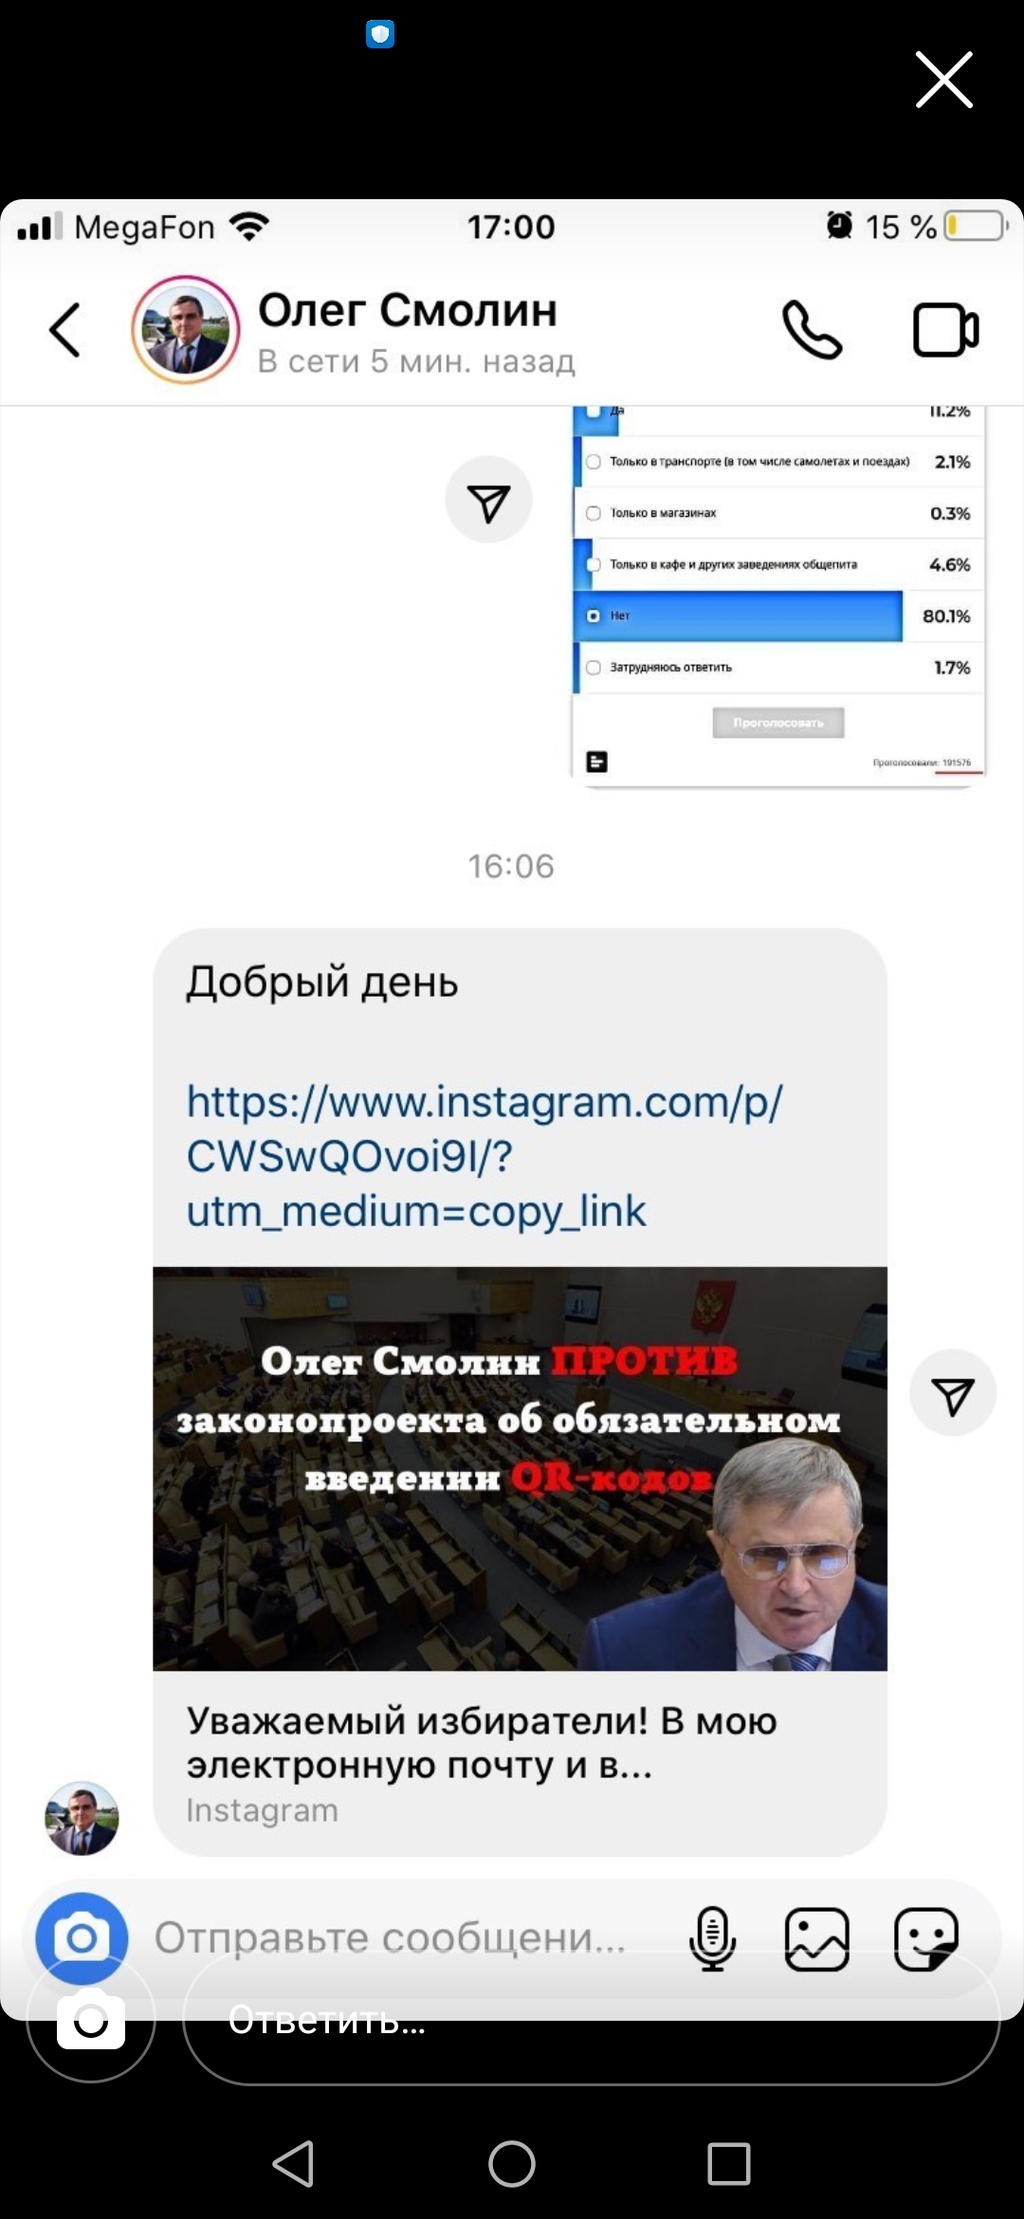 MegaFon
17:00
15 %
Олег Смолин
В сети 5 мин. назад
Да 11.2%
Только в транспорте (в том числе самолетах и поездах) 2.1%
Только в магазинах 0.3%
Только в кафе и других заведениях общепита 4.6%
Нет 80.1%
Затрудняюсь ответить 1.7%
Проголосовать
Проголосовали: 191576
16:06
Добрый день
https://www.instagram.com/p/
CWSwQOvoi9I/?
utm_medium=copy_link
Олег Смолин ПРОТИВ
законопроекта об обязательном
введении QR-кодов
Уважаемый избиратели! В мою
электронную почту и в...
Instagram
Отправьте сообщени...
Ответить...